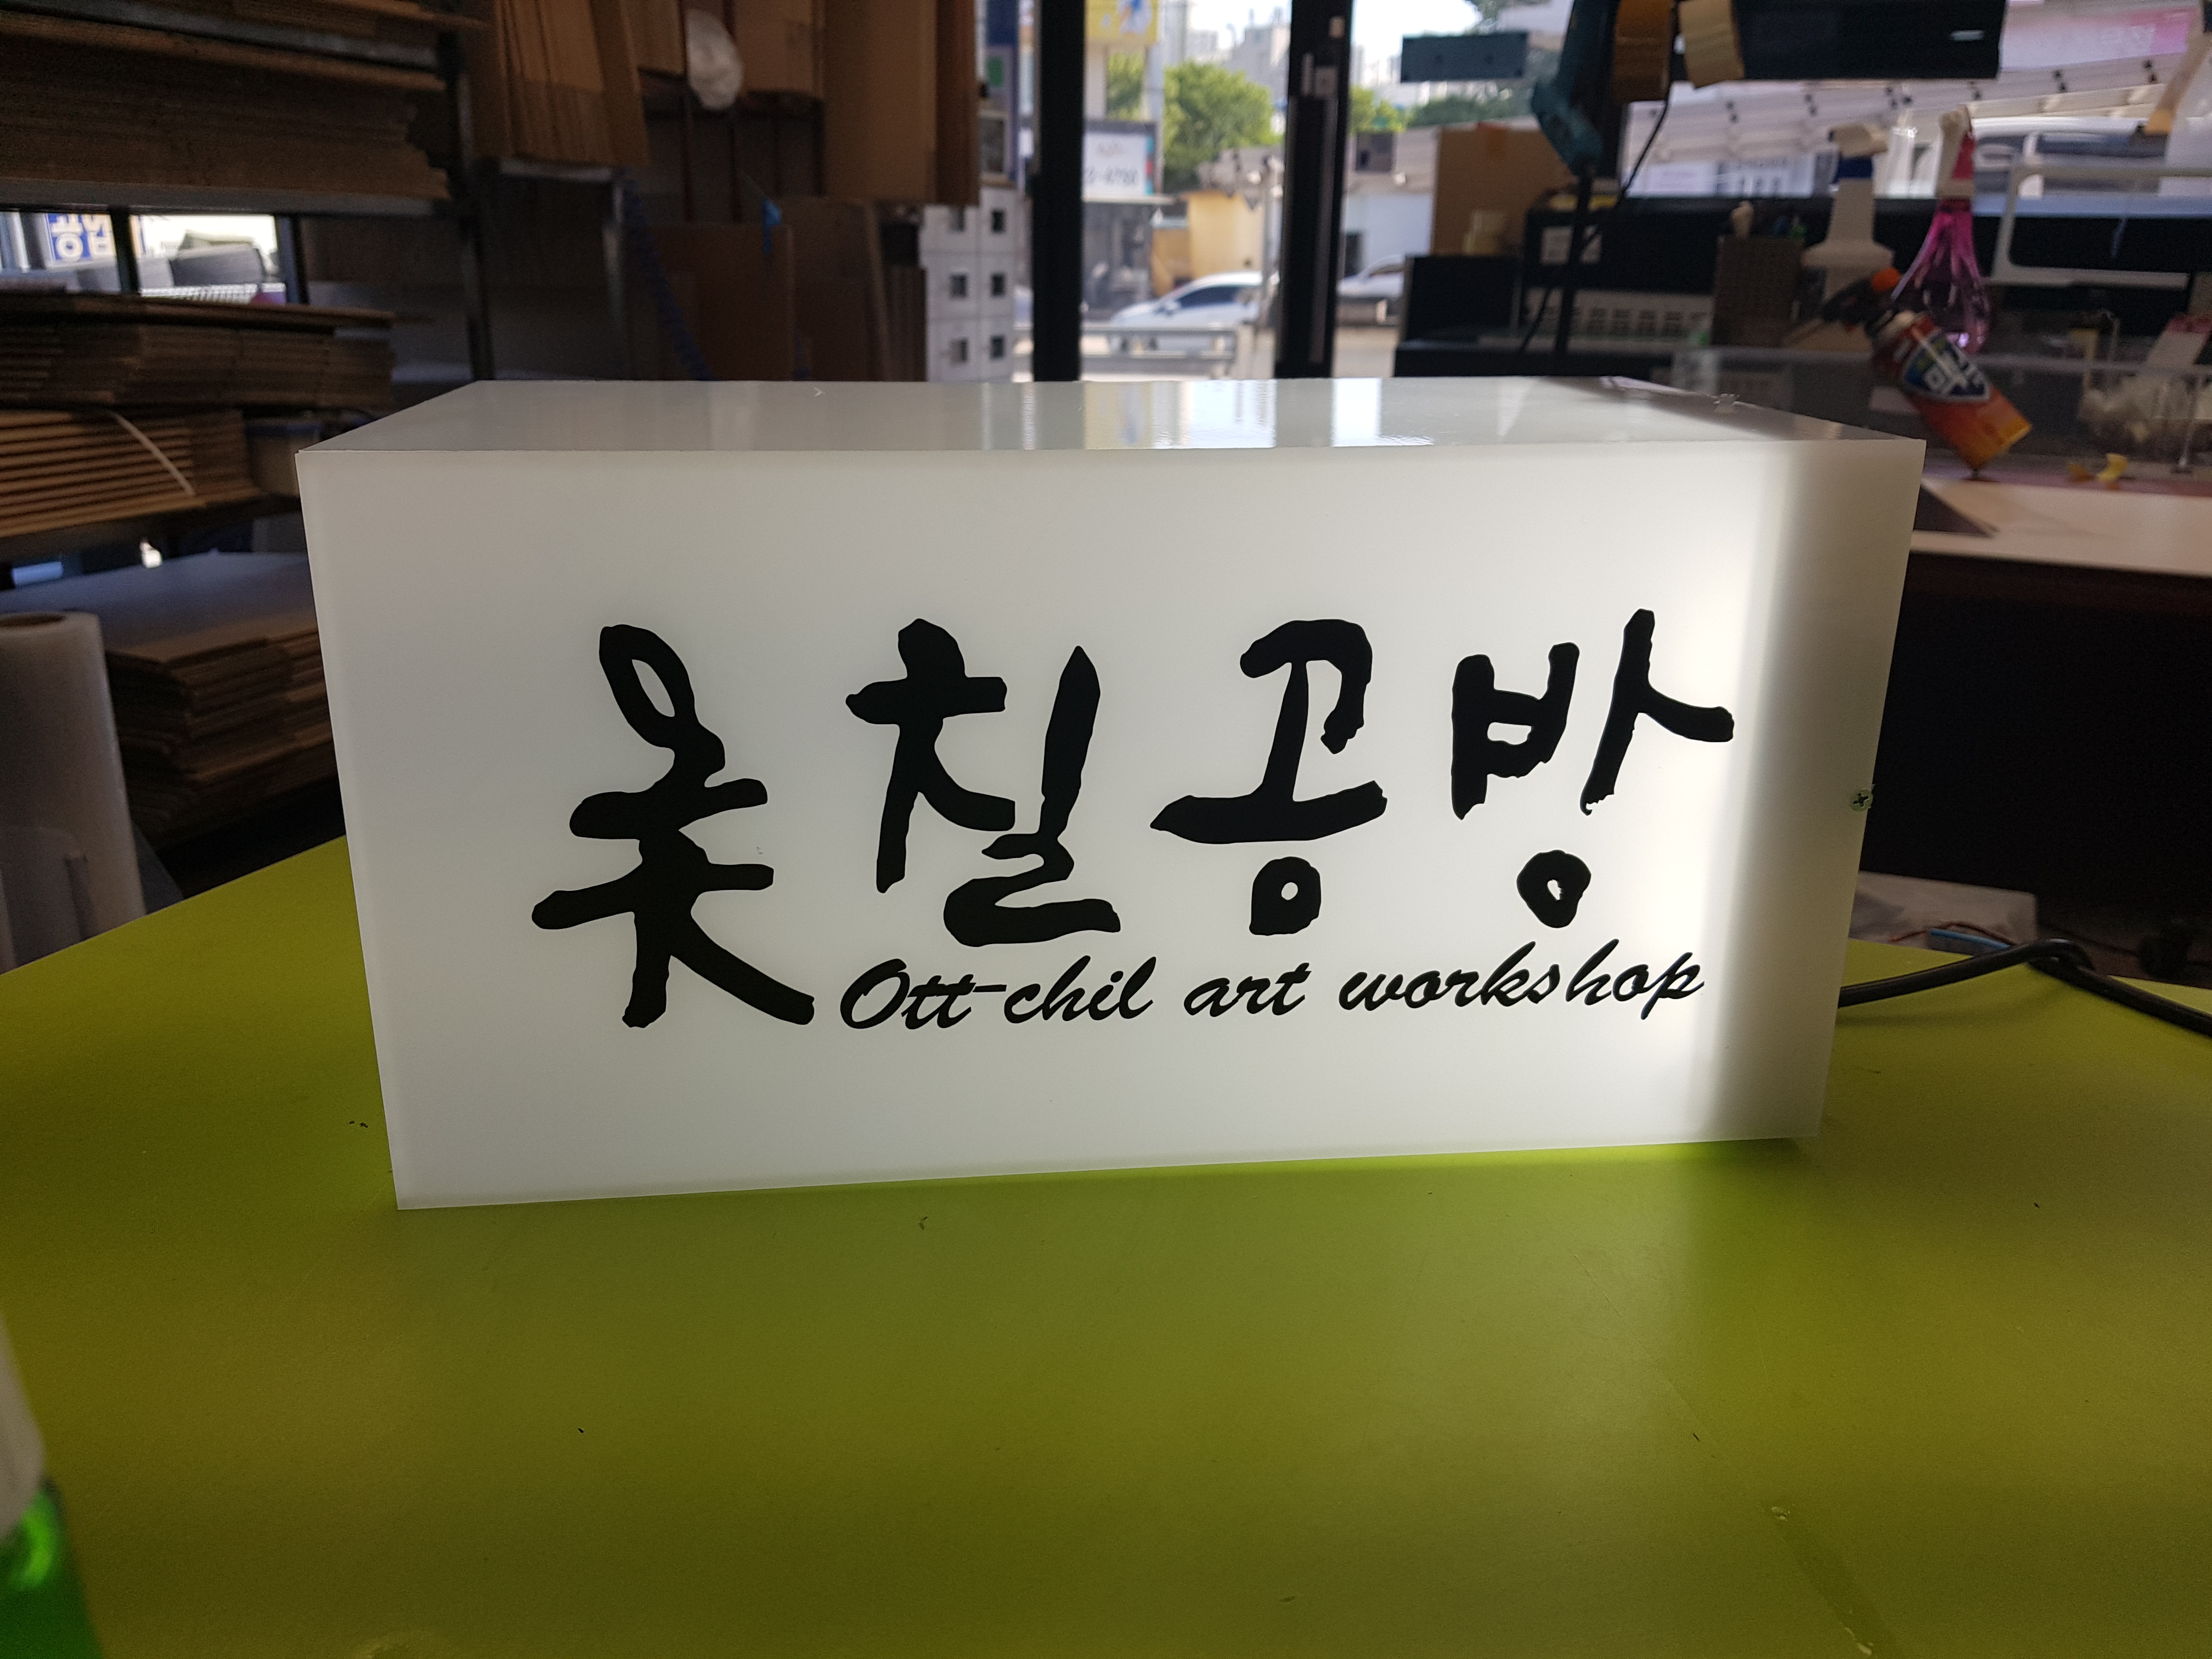 옻칠공방
Ott-chil art workshop